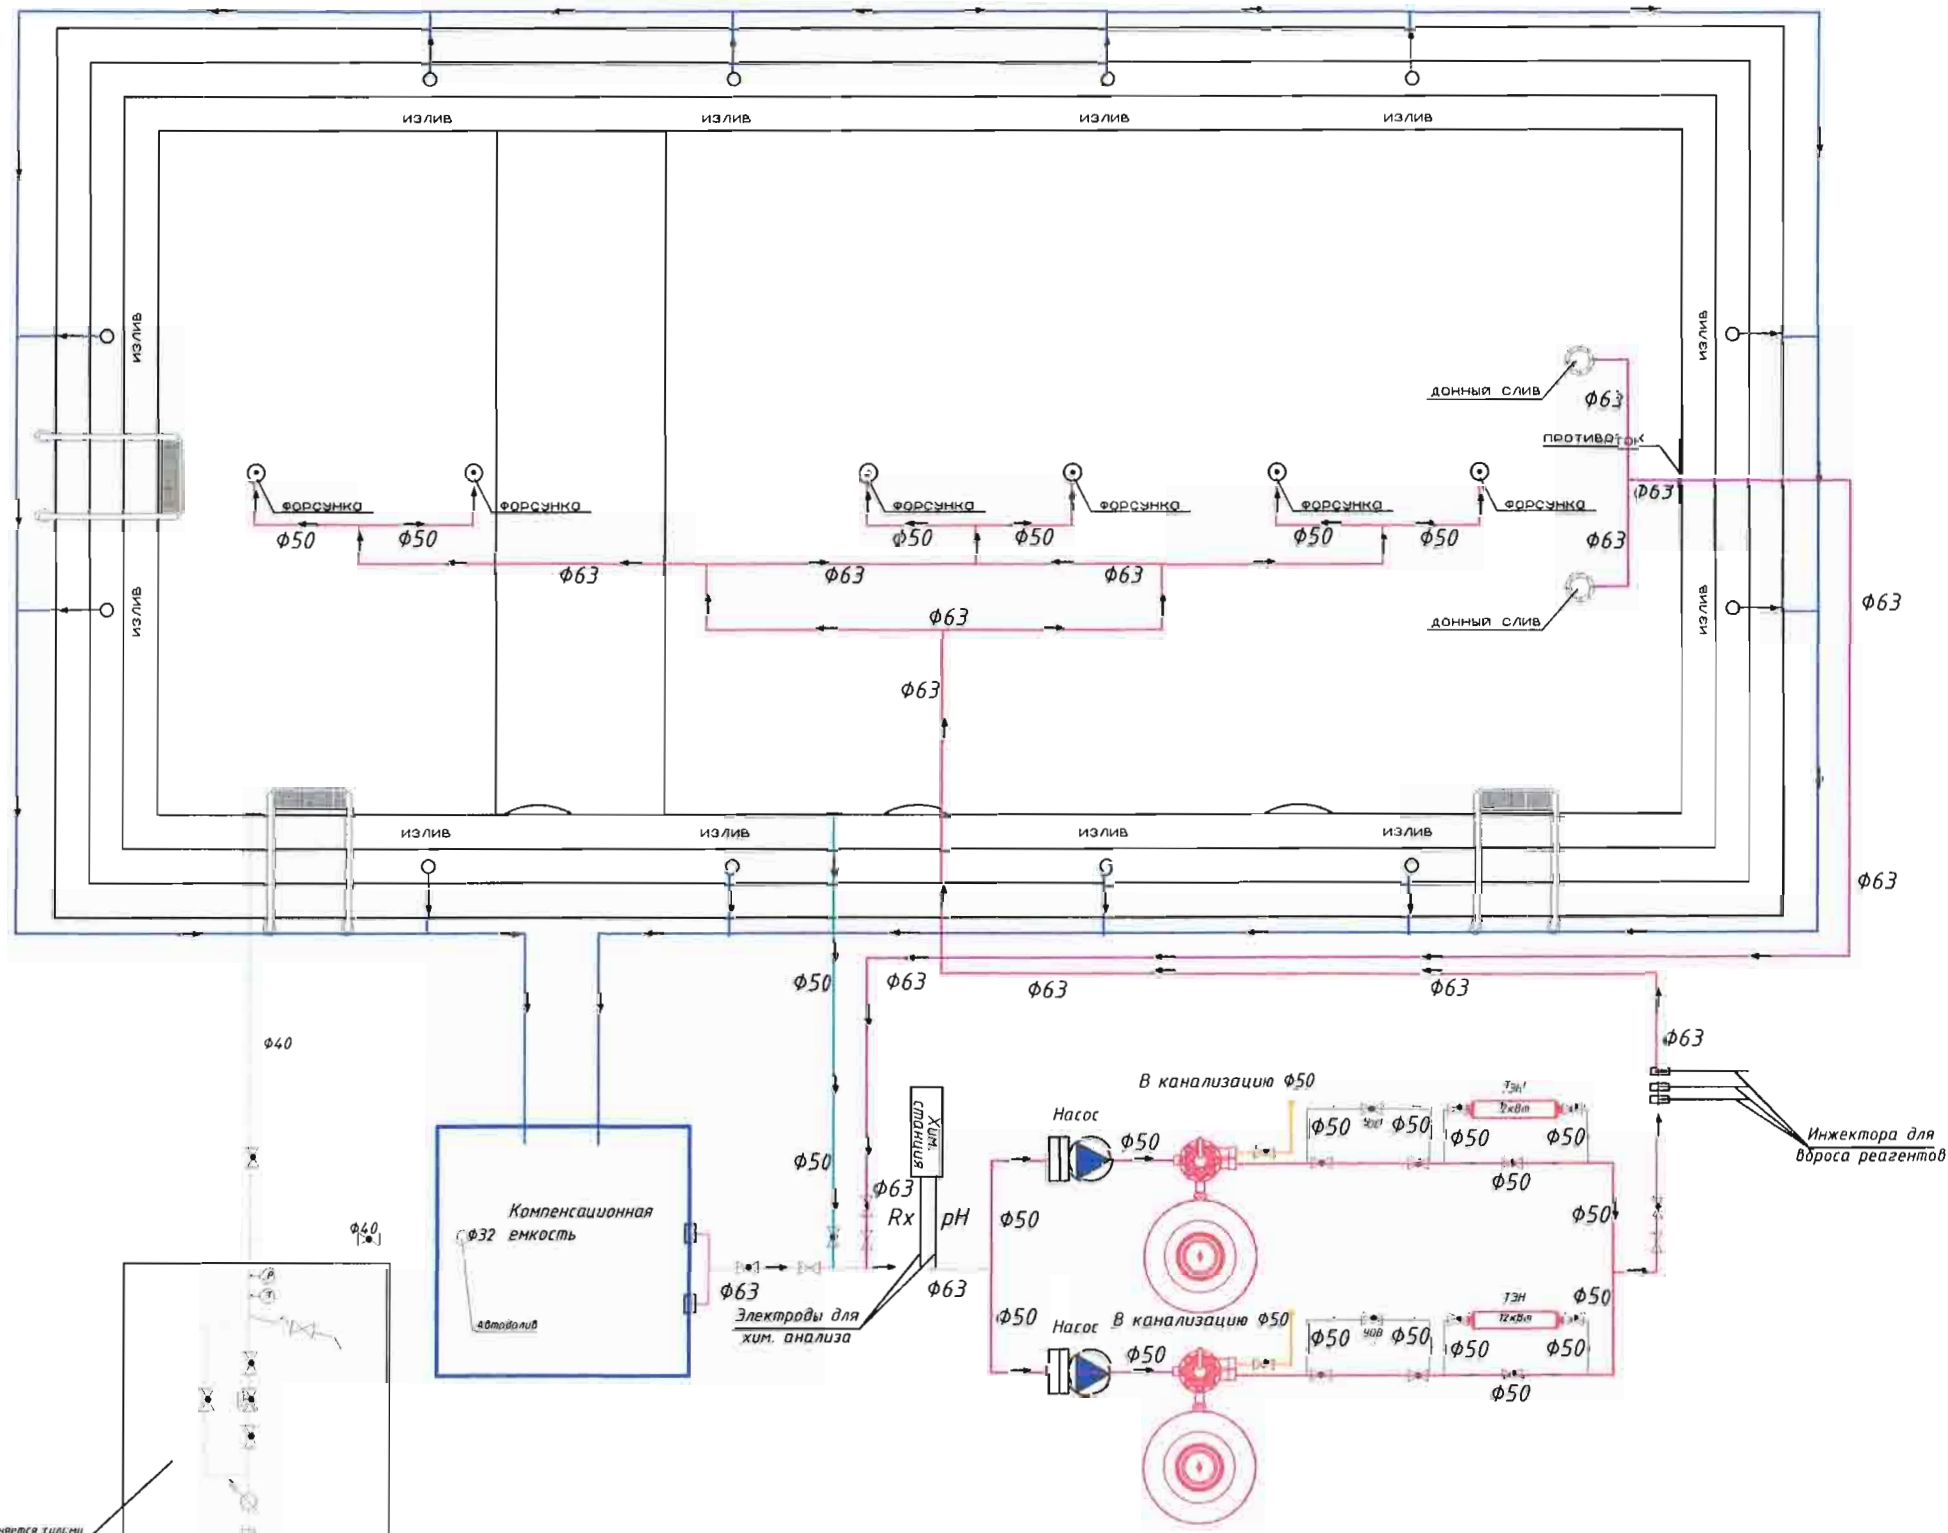 ИЗЛИВ ИЗЛИВ ИЗЛИВ ИЗЛИВ
ИЗЛИВ
ИЗЛИВ
ДОННЫЙ СЛИВ
Ф63
ПРОТИВОТОК
ФОРСУНКА ФОРСУНКА ФОРСУНКА ФОРСУНКА ФОРСУНКА ФОРСУНКА
Ф63
Ф50 Ф50 Ф50 Ф50 Ф50 Ф50
Ф63
Ф63 Ф63 Ф63
ИЗЛИВ
ИЗЛИВ
Ф63
Ф63
ДОННЫЙ СЛИВ
Ф63
ИЗЛИВ ИЗЛИВ ИЗЛИВ ИЗЛИВ
Ф63
Ф50 Ф63 Ф63 Ф63
Ф40
Ф63
В канализацию Ф50
ТЭН
12кВт
Насос
Ф50
Ф50 Ф50
Ф50 Ф50
Хим.
станция
Инжектора для
вброса реагентов
Ф50
Ф63
Ф50
Компенсационная
емкость
Rx pH
Ф50
Ф50
Ф40
Ф32
Ф63
Ф63
Электроды для
хим. анализа
Автодолив
Ф50
Насос
В канализацию Ф50
ТЭН
12кВт
Ф50
Ф50
Ф50 УОВ Ф50
Ф50 Ф50
Ф50
Р
Т